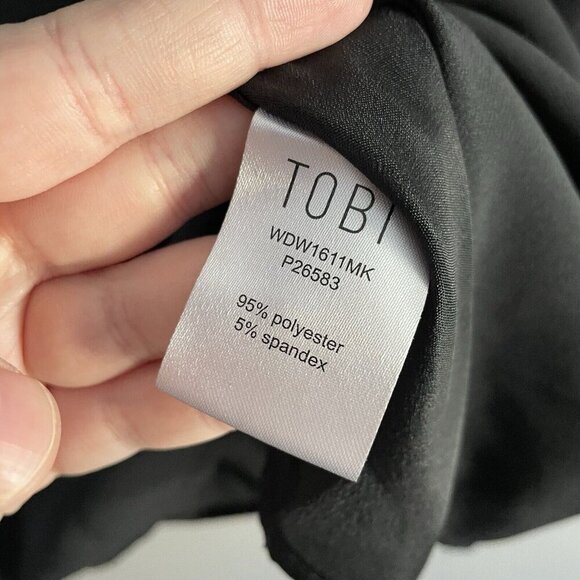 TOBI
WDW1611MK
P26583
95% polyester
5% spandex